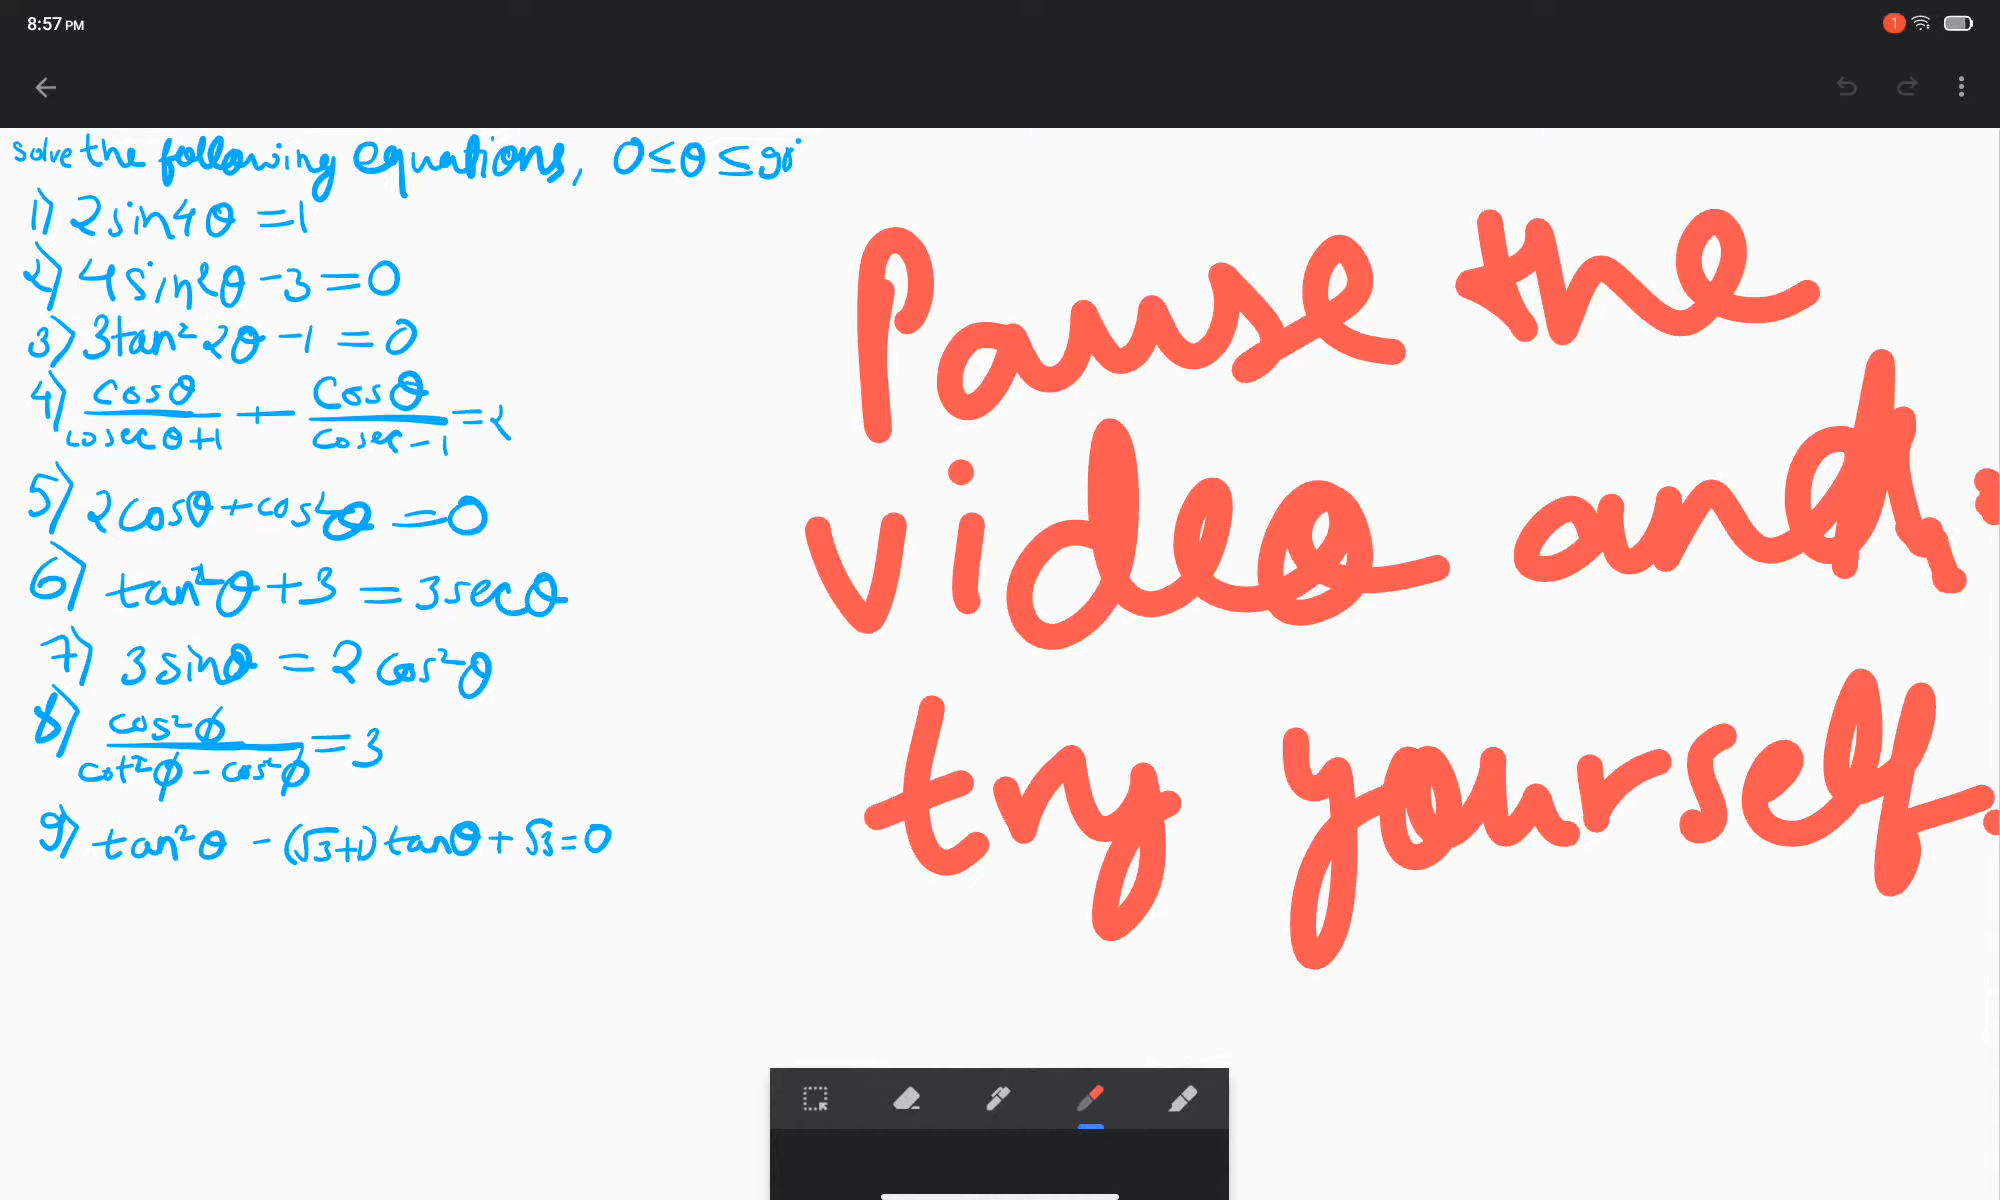 8:57 PM
1
solve the following equations, 0≤θ≤90°
1) 2sin4θ =1
2) 4sin²θ -3=0
3) 3tan²2θ -1 =0
4) cosθ/cosecθ+1 + cosθ/cosec-1 =2
5) 2cosθ+cos²θ =0
6) tan²θ+3 = 3secθ
7) 3sinθ = 2cos²θ
8) cos²ϕ/cot²ϕ-cos²ϕ =3
9) tan²θ -(√3+1)tanθ+√3=0
Pause the
video and
try yourself.